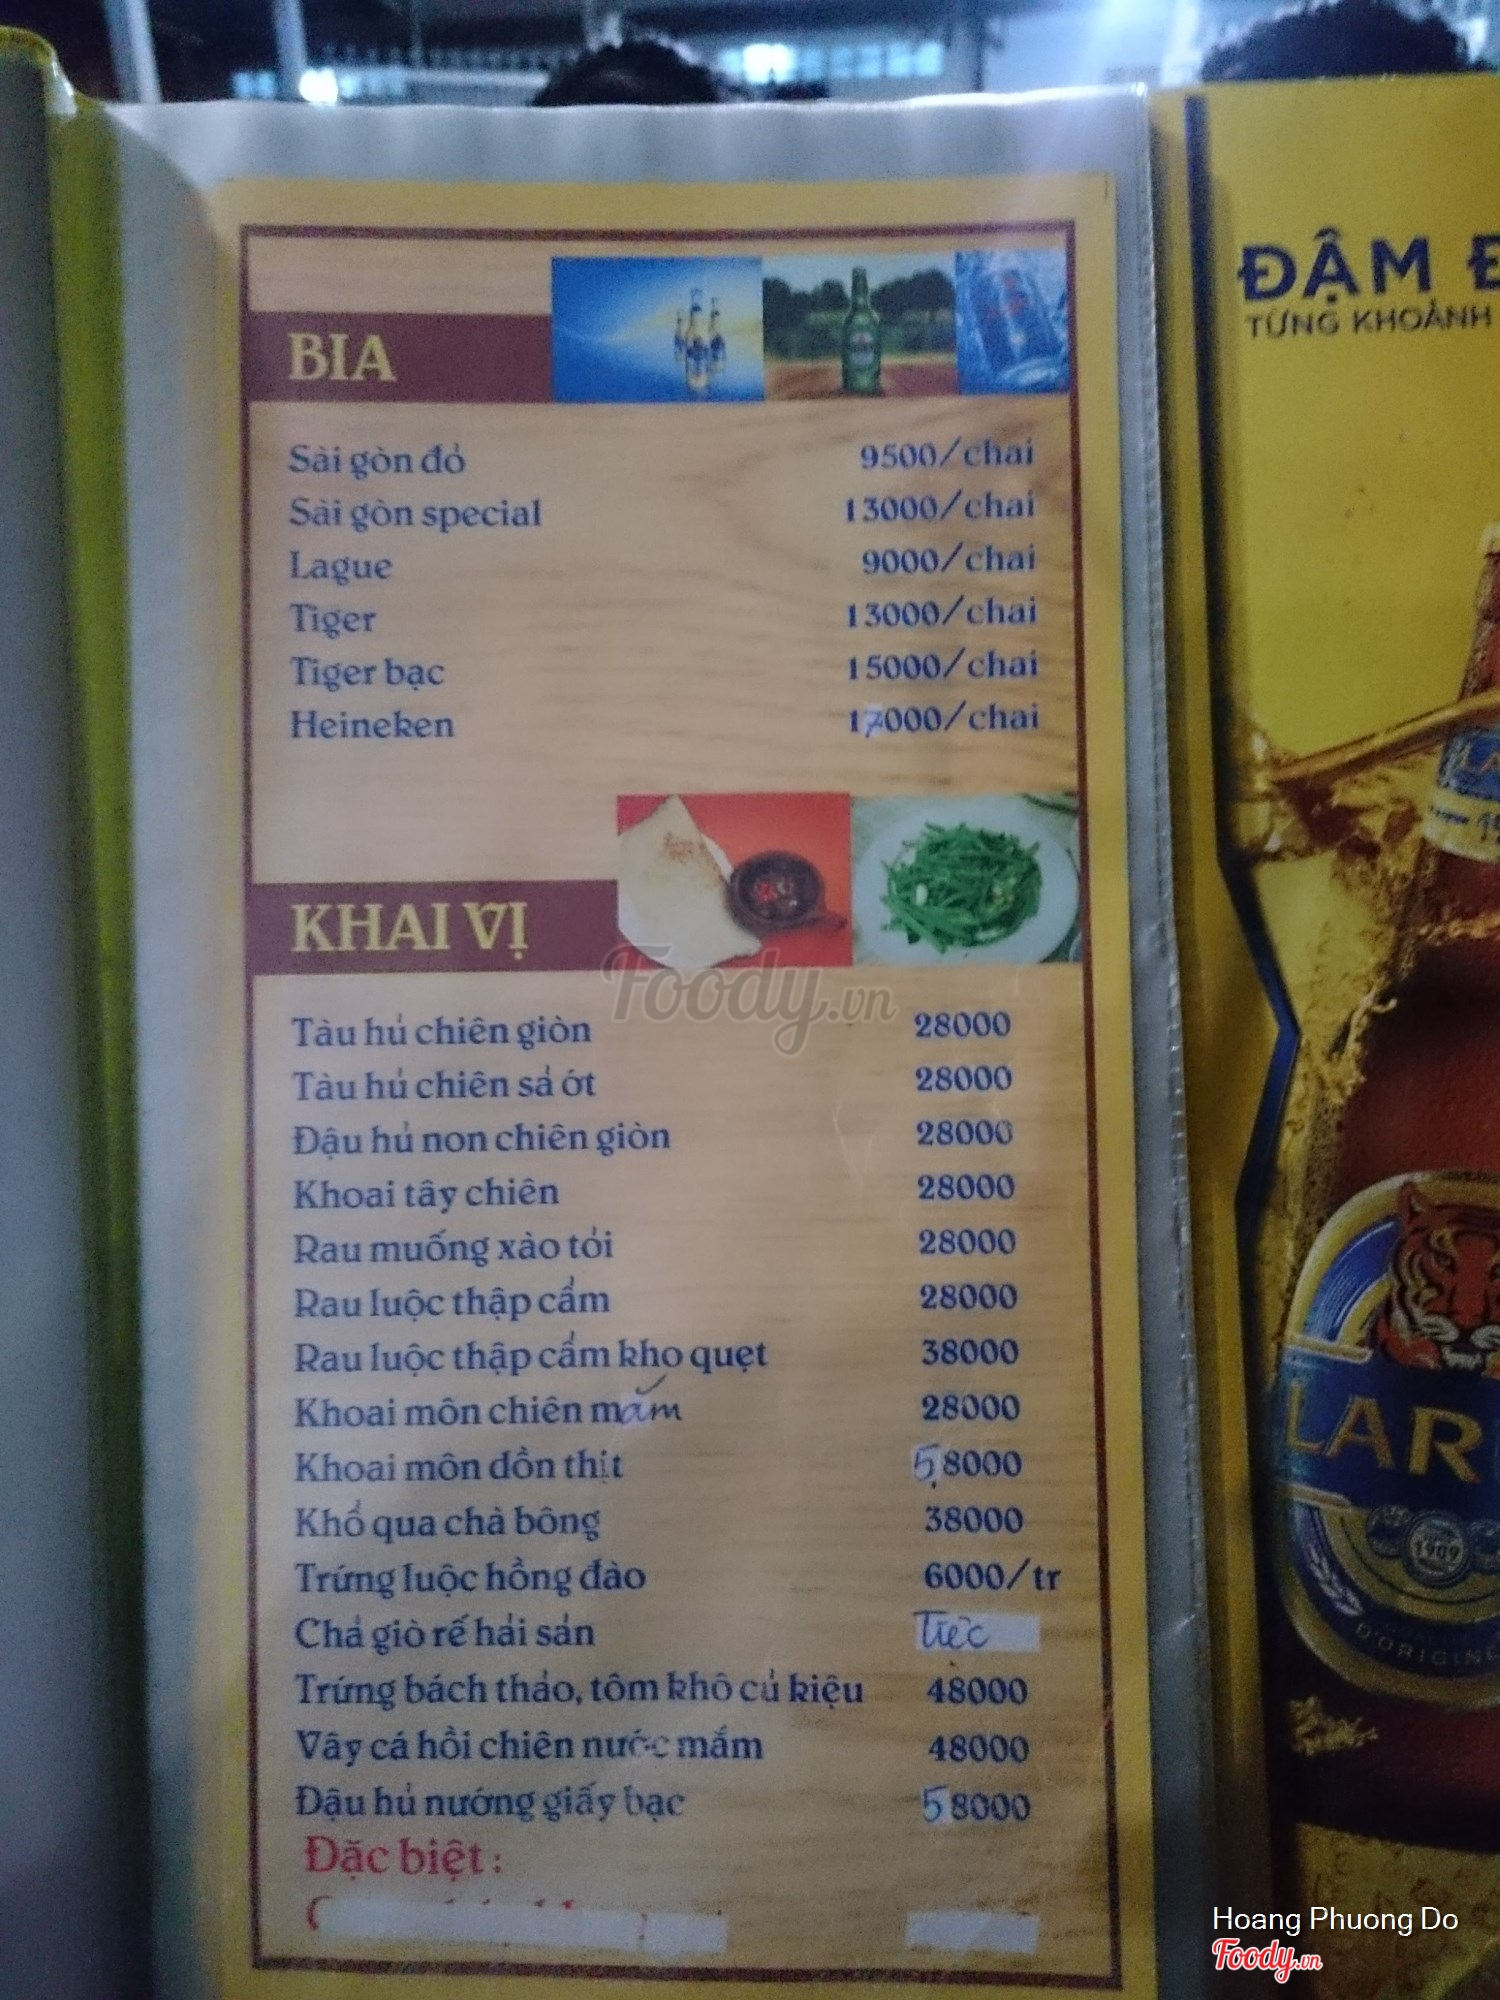 BIA
Sài gòn đỏ 9500/chai
Sài gòn special 13000/chai
Lague 9000/chai
Tiger 13000/chai
Tiger bạc 15000/chai
Heineken 17000/chai
KHAI VỊ
Tàu hủ chiên giòn 28000
Tàu hủ chiên sả ớt 28000
Đậu hủ non chiên giòn 28000
Khoai tây chiên 28000
Rau muống xào tỏi 28000
Rau luộc thập cẩm 28000
Rau luộc thập cẩm kho quẹt 38000
Khoai môn chiên mắm 28000
Khoai môn dồn thịt 58000
Khổ qua chà bông 38000
Trứng luộc hồng đào 6000/tr
Chả giò rế hải sản Tiệc
Trứng bách thảo, tôm khô củ kiệu 48000
Vây cá hồi chiên nước mắm 48000
Đậu hủ nướng giấy bạc 58000
Đặc biệt:
ĐẬM
TỪNG KHOẢNH
LAR
1909
D'ORIGIN
Foody.vn
Hoang Phuong Do
Foody.vn